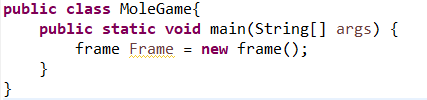 public class MoleGame{
    public static void main(String[] args) {
        frame Frame = new frame();
    }
}